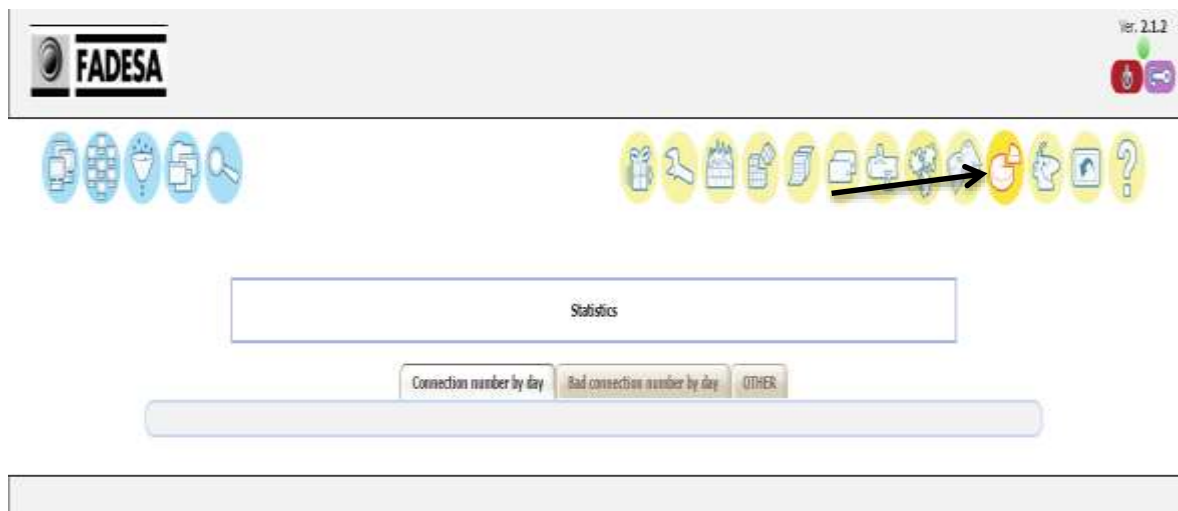 Ver. 2.1.2
FADESA
Statistics
Connection number by day Bad connection number by day OTHER